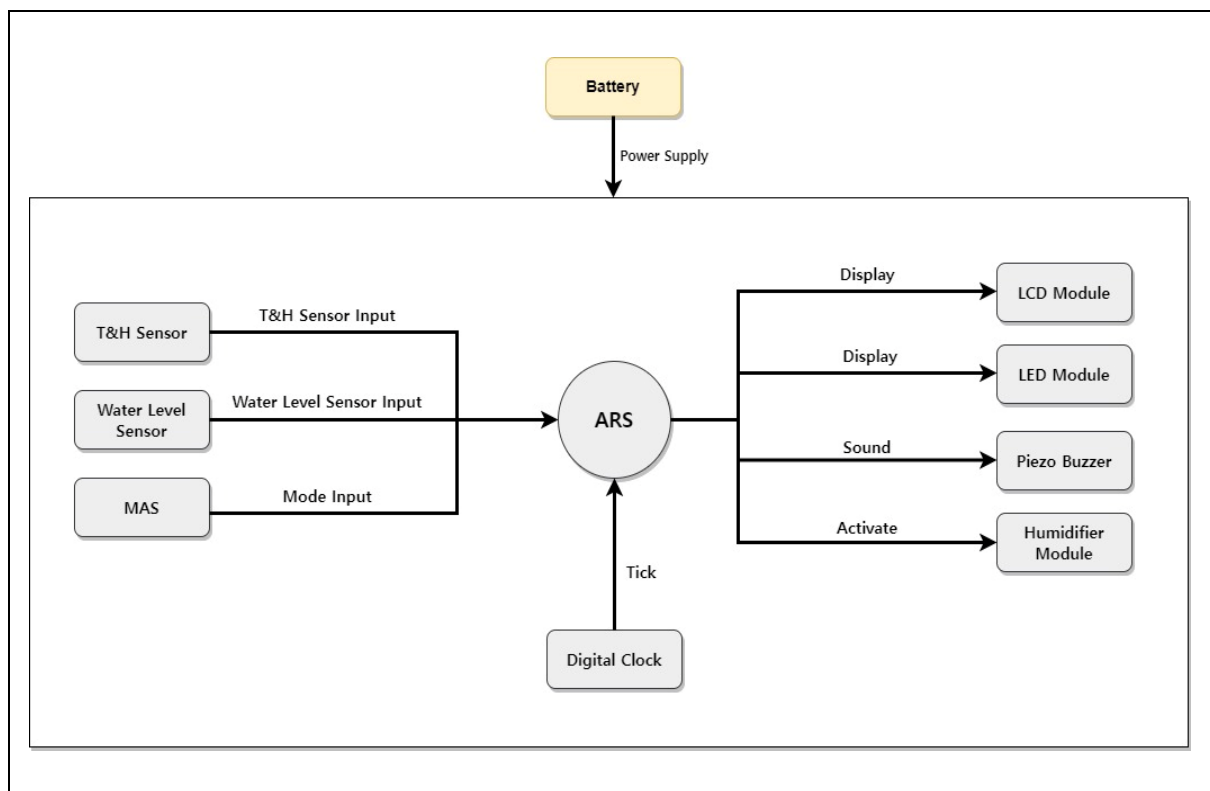 Battery
Power Supply
T&H Sensor
T&H Sensor Input
Water Level
Sensor
Water Level Sensor Input
MAS
Mode Input
ARS
Tick
Digital Clock
Display
LCD Module
Display
LED Module
Sound
Piezo Buzzer
Activate
Humidifier
Module